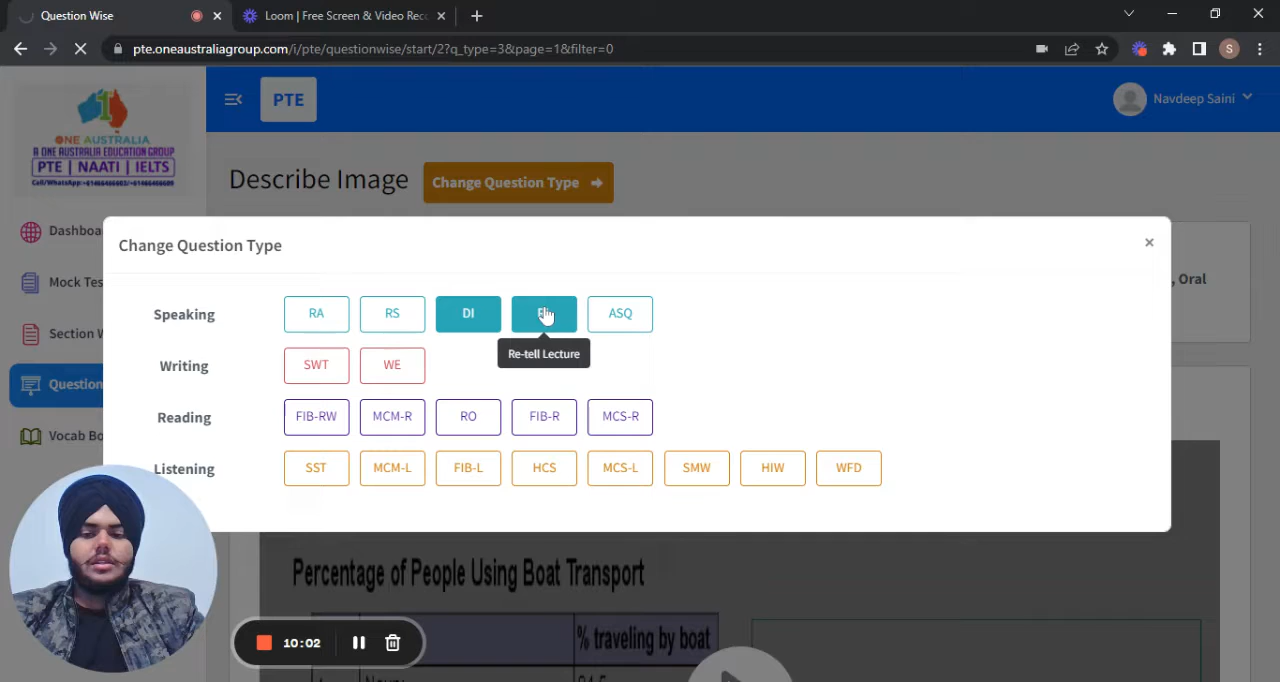 Question Wise
Loom | Free Screen & Video Rec
pte.oneaustraliagroup.com/i/pte/questionwise/start/2?q_type=3&page=1&filter=0
S
1
ONE AUSTRALIA
A ONE AUSTRALIA EDUCATION GROUP
PTE | NAATI | IELTS
PTE
Navdeep Saini
Describe Image
Change Question Type
Dashboa
Mock Tes
Section W
Question
Vocab Bo
, Oral
Change Question Type
×
Speaking
RA
RS
DI
ASQ
Re-tell Lecture
Writing
SWT
WE
Reading
FIB-RW
MCM-R
RO
FIB-R
MCS-R
Listening
SST
MCM-L
FIB-L
HCS
MCS-L
SMW
HIW
WFD
Percentage of People Using Boat Transport
% traveling by boat
10:02